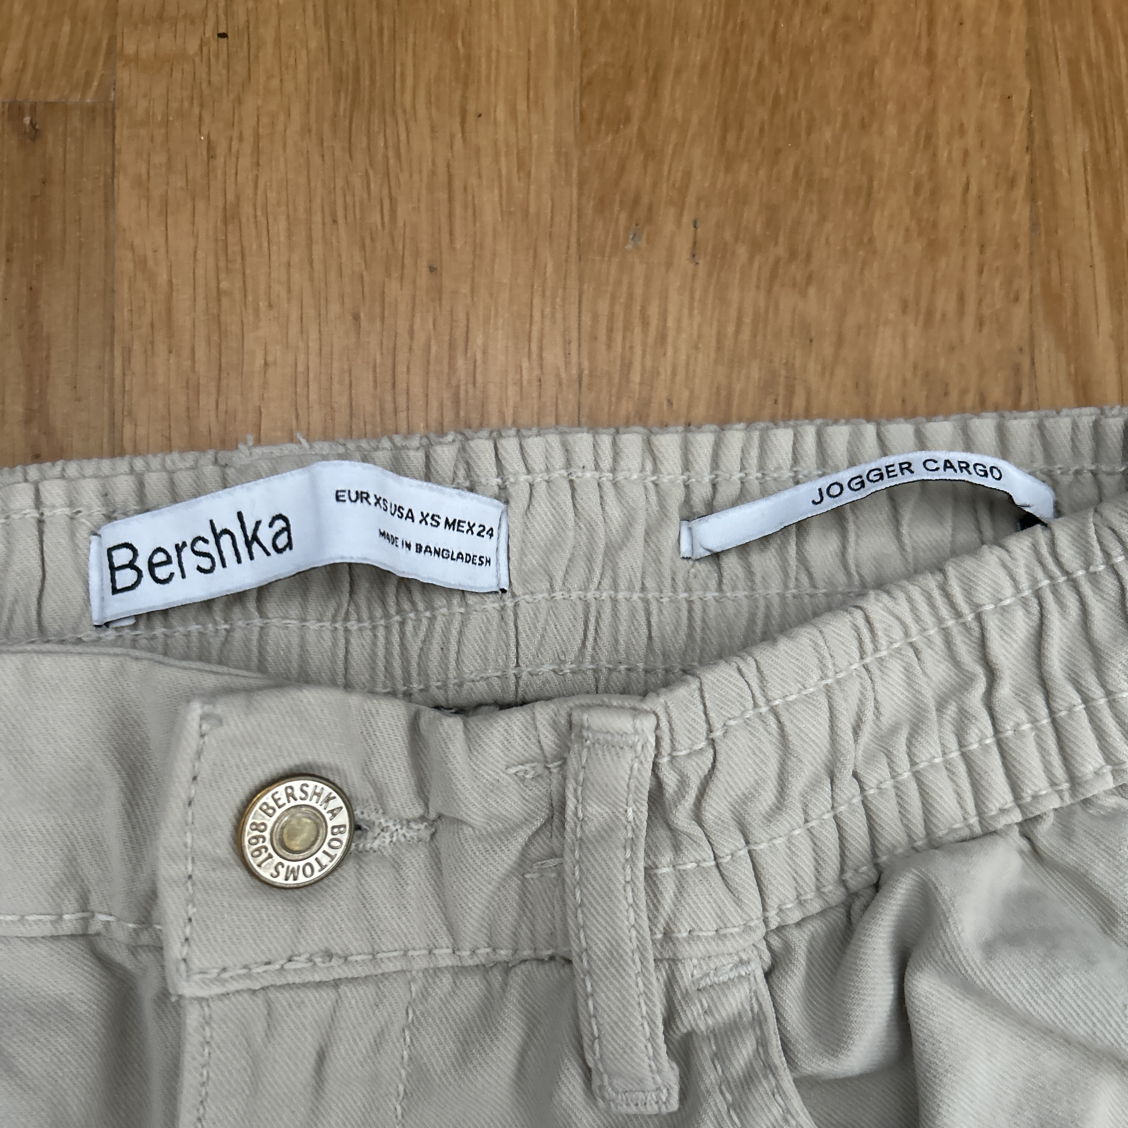 Bershka
EUR XS USA XS MEX 24
MADE IN BANGLADESH
JOGGER CARGO
BERSHKA BOTTOMS 1998